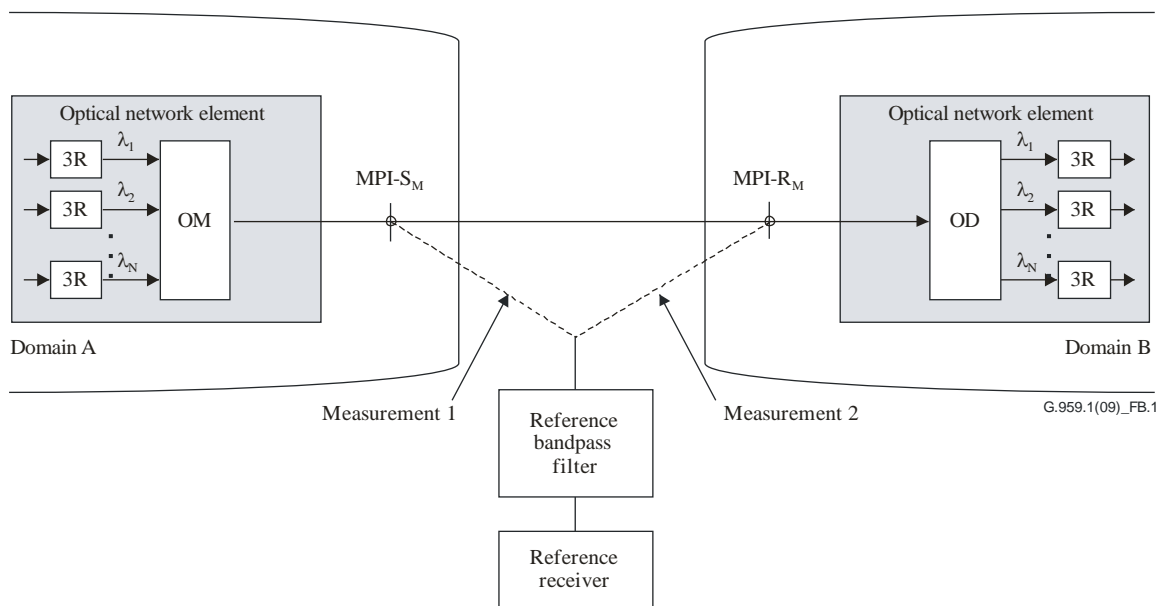 Optical network element
3R
λ1
3R
λ2
3R
λN
OM
MPI-SM
MPI-RM
Optical network element
OD
λ1
3R
λ2
3R
λN
3R
Domain A
Domain B
Measurement 1
Measurement 2
G.959.1(09)_FB.1
Reference
bandpass
filter
Reference
receiver